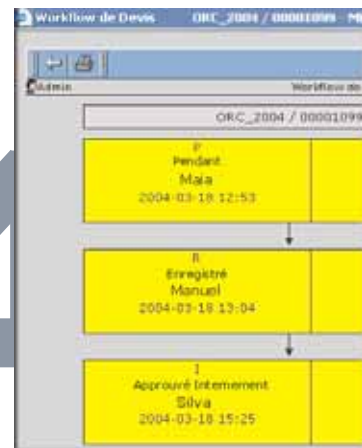 Workflow de Devis ORC_2004 / 00001099
Admin Workflow de
ORC_2004 / 00001099
P
Pendant
Maia
2004-03-18 12:53
R
Enregistré
Manuel
2004-03-18 13:04
I
Approuvé Internement
Silva
2004-03-18 15:25